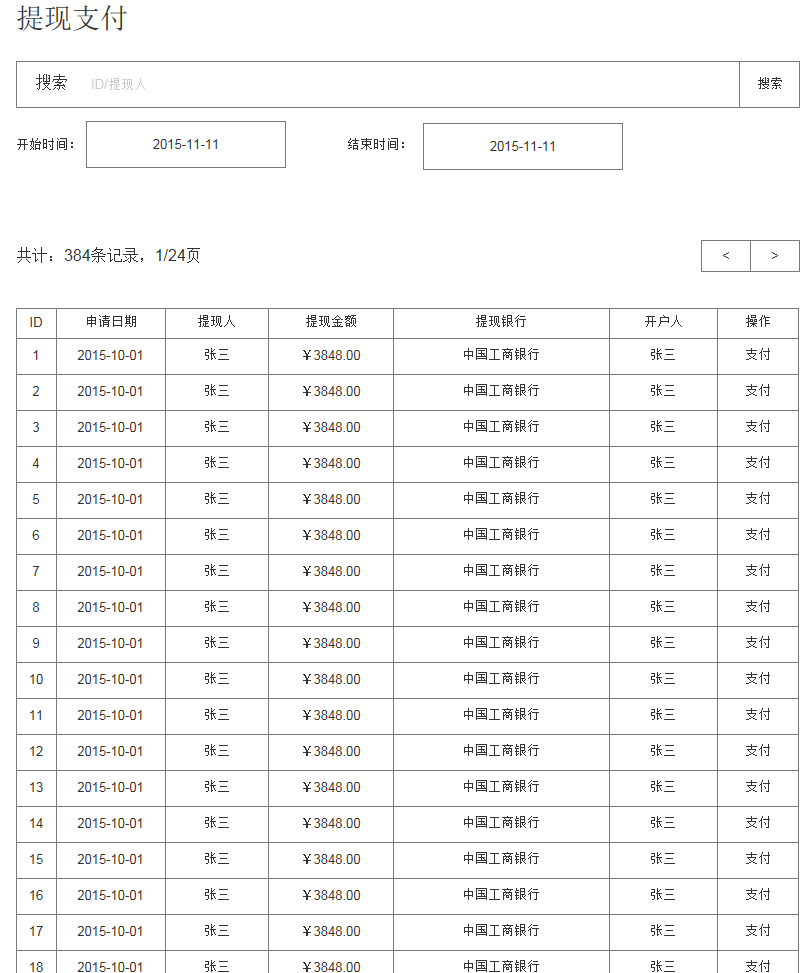 提现支付
搜索 ID/提现人 搜索
开始时间： 2015-11-11 结束时间： 2015-11-11
共计：384条记录，1/24页 < >
ID 申请日期 提现人 提现金额 提现银行 开户人 操作
1 2015-10-01 张三 ￥3848.00 中国工商银行 张三 支付
2 2015-10-01 张三 ￥3848.00 中国工商银行 张三 支付
3 2015-10-01 张三 ￥3848.00 中国工商银行 张三 支付
4 2015-10-01 张三 ￥3848.00 中国工商银行 张三 支付
5 2015-10-01 张三 ￥3848.00 中国工商银行 张三 支付
6 2015-10-01 张三 ￥3848.00 中国工商银行 张三 支付
7 2015-10-01 张三 ￥3848.00 中国工商银行 张三 支付
8 2015-10-01 张三 ￥3848.00 中国工商银行 张三 支付
9 2015-10-01 张三 ￥3848.00 中国工商银行 张三 支付
10 2015-10-01 张三 ￥3848.00 中国工商银行 张三 支付
11 2015-10-01 张三 ￥3848.00 中国工商银行 张三 支付
12 2015-10-01 张三 ￥3848.00 中国工商银行 张三 支付
13 2015-10-01 张三 ￥3848.00 中国工商银行 张三 支付
14 2015-10-01 张三 ￥3848.00 中国工商银行 张三 支付
15 2015-10-01 张三 ￥3848.00 中国工商银行 张三 支付
16 2015-10-01 张三 ￥3848.00 中国工商银行 张三 支付
17 2015-10-01 张三 ￥3848.00 中国工商银行 张三 支付
18 2015-10-01 张三 ￥3848.00 中国工商银行 张三 支付